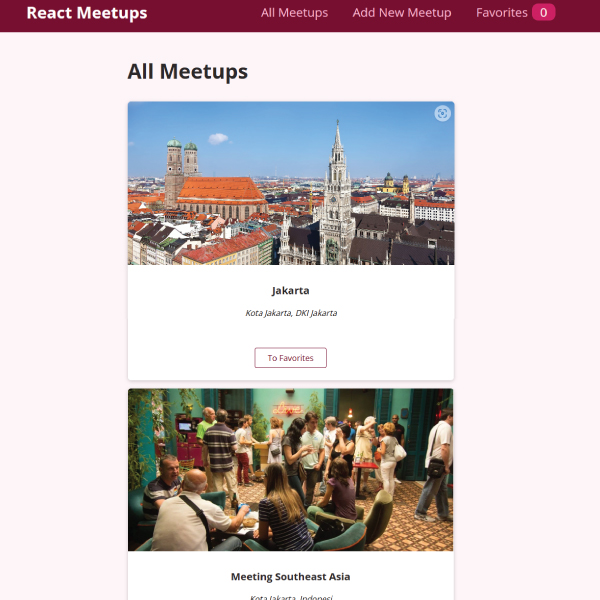 React Meetups
All Meetups
Add New Meetup
Favorites 0
All Meetups
Jakarta
Kota Jakarta, DKI Jakarta
To Favorites
Meeting Southeast Asia
Kota Jakarta, Indonesi